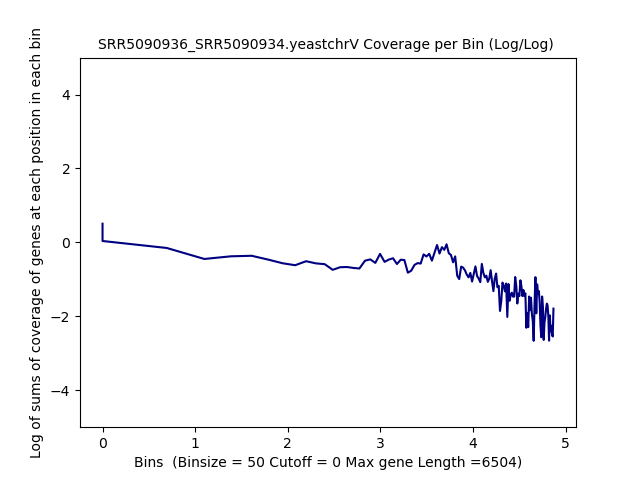 SRR5090936_SRR5090934.yeastchrV Coverage per Bin (Log/Log)
Log of sums of coverage of genes at each position in each bin
4
2
0
−2
−4
0 1 2 3 4 5
Bins  (Binsize = 50 Cutoff = 0 Max gene Length =6504)